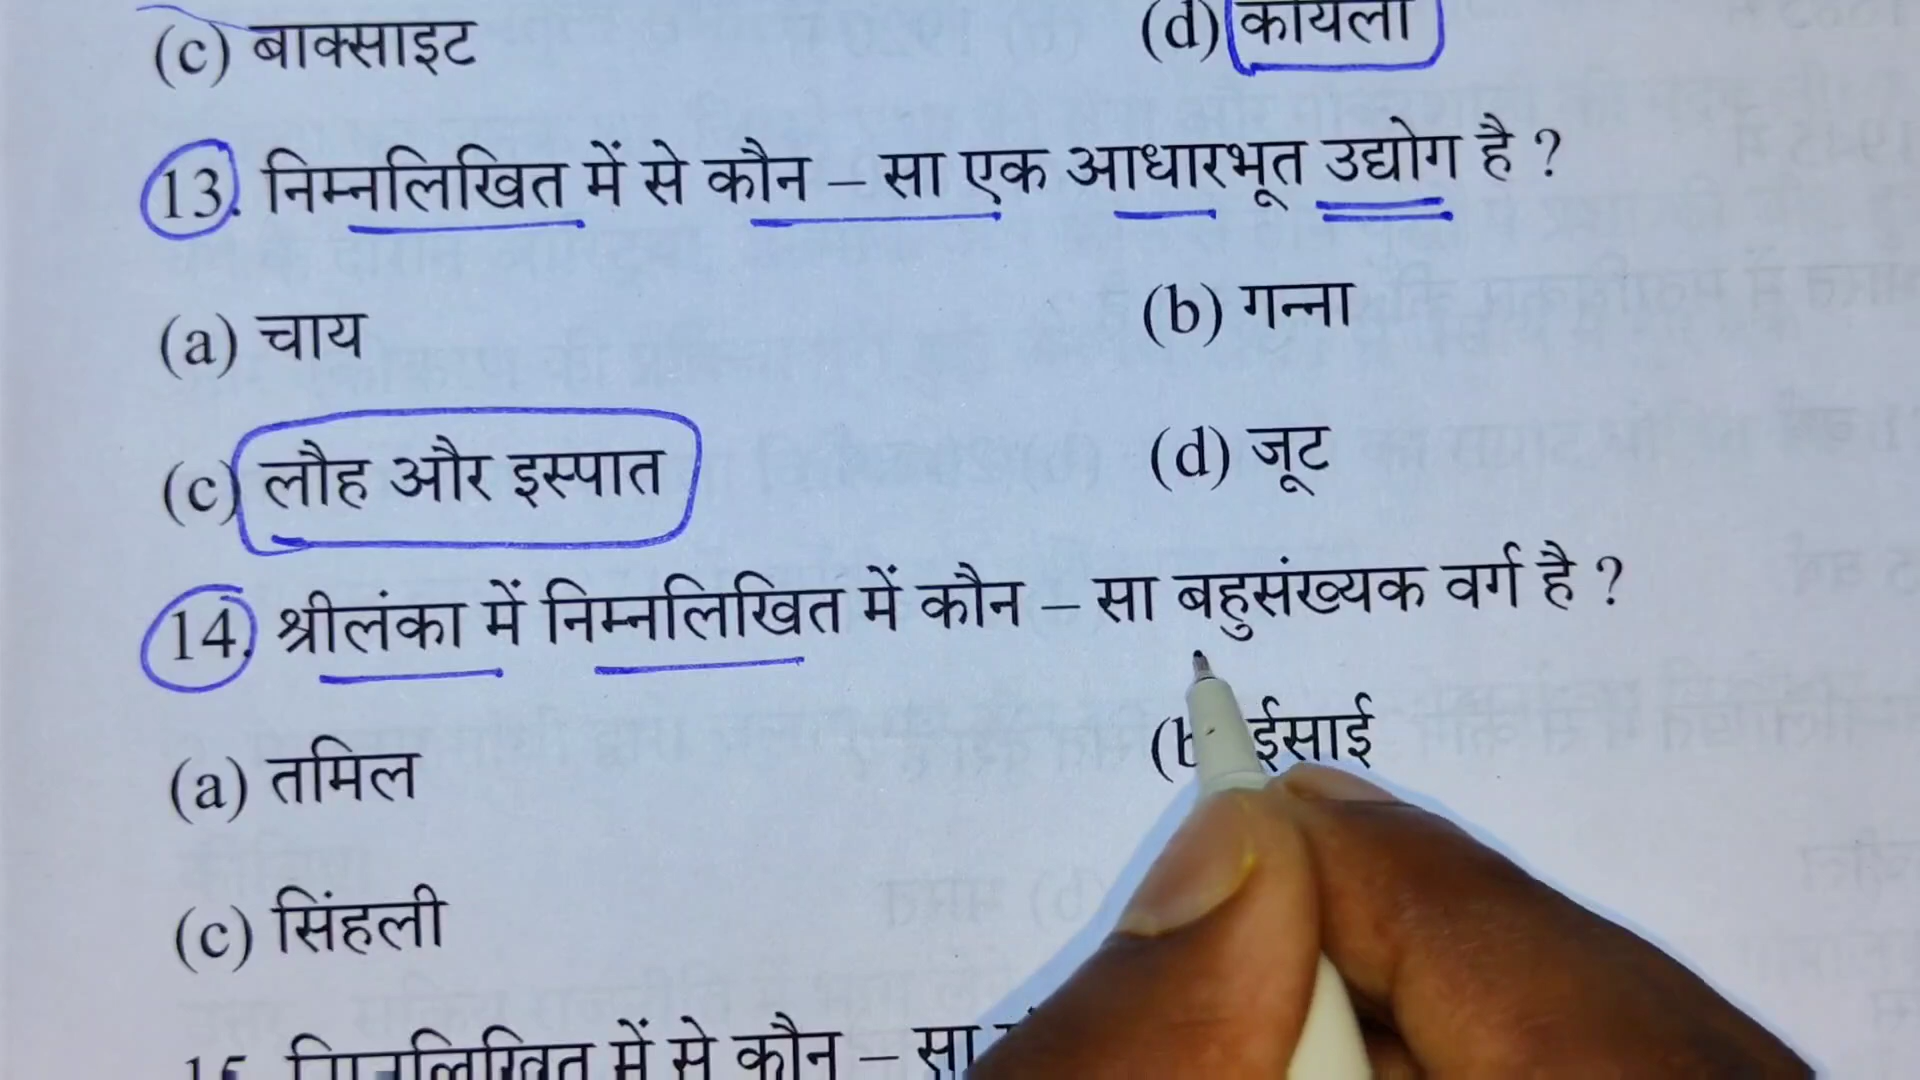 (c) बाक्साइट (d) कोयला
13. निम्नलिखित में से कौन – सा एक आधारभूत उद्योग है ?
(a) चाय (b) गन्ना
(c) लौह और इस्पात (d) जूट
14. श्रीलंका में निम्नलिखित में कौन – सा बहुसंख्यक वर्ग है ?
(a) तमिल (b ईसाई
(c) सिंहली
15. निम्नलिखित में से कौन – सा